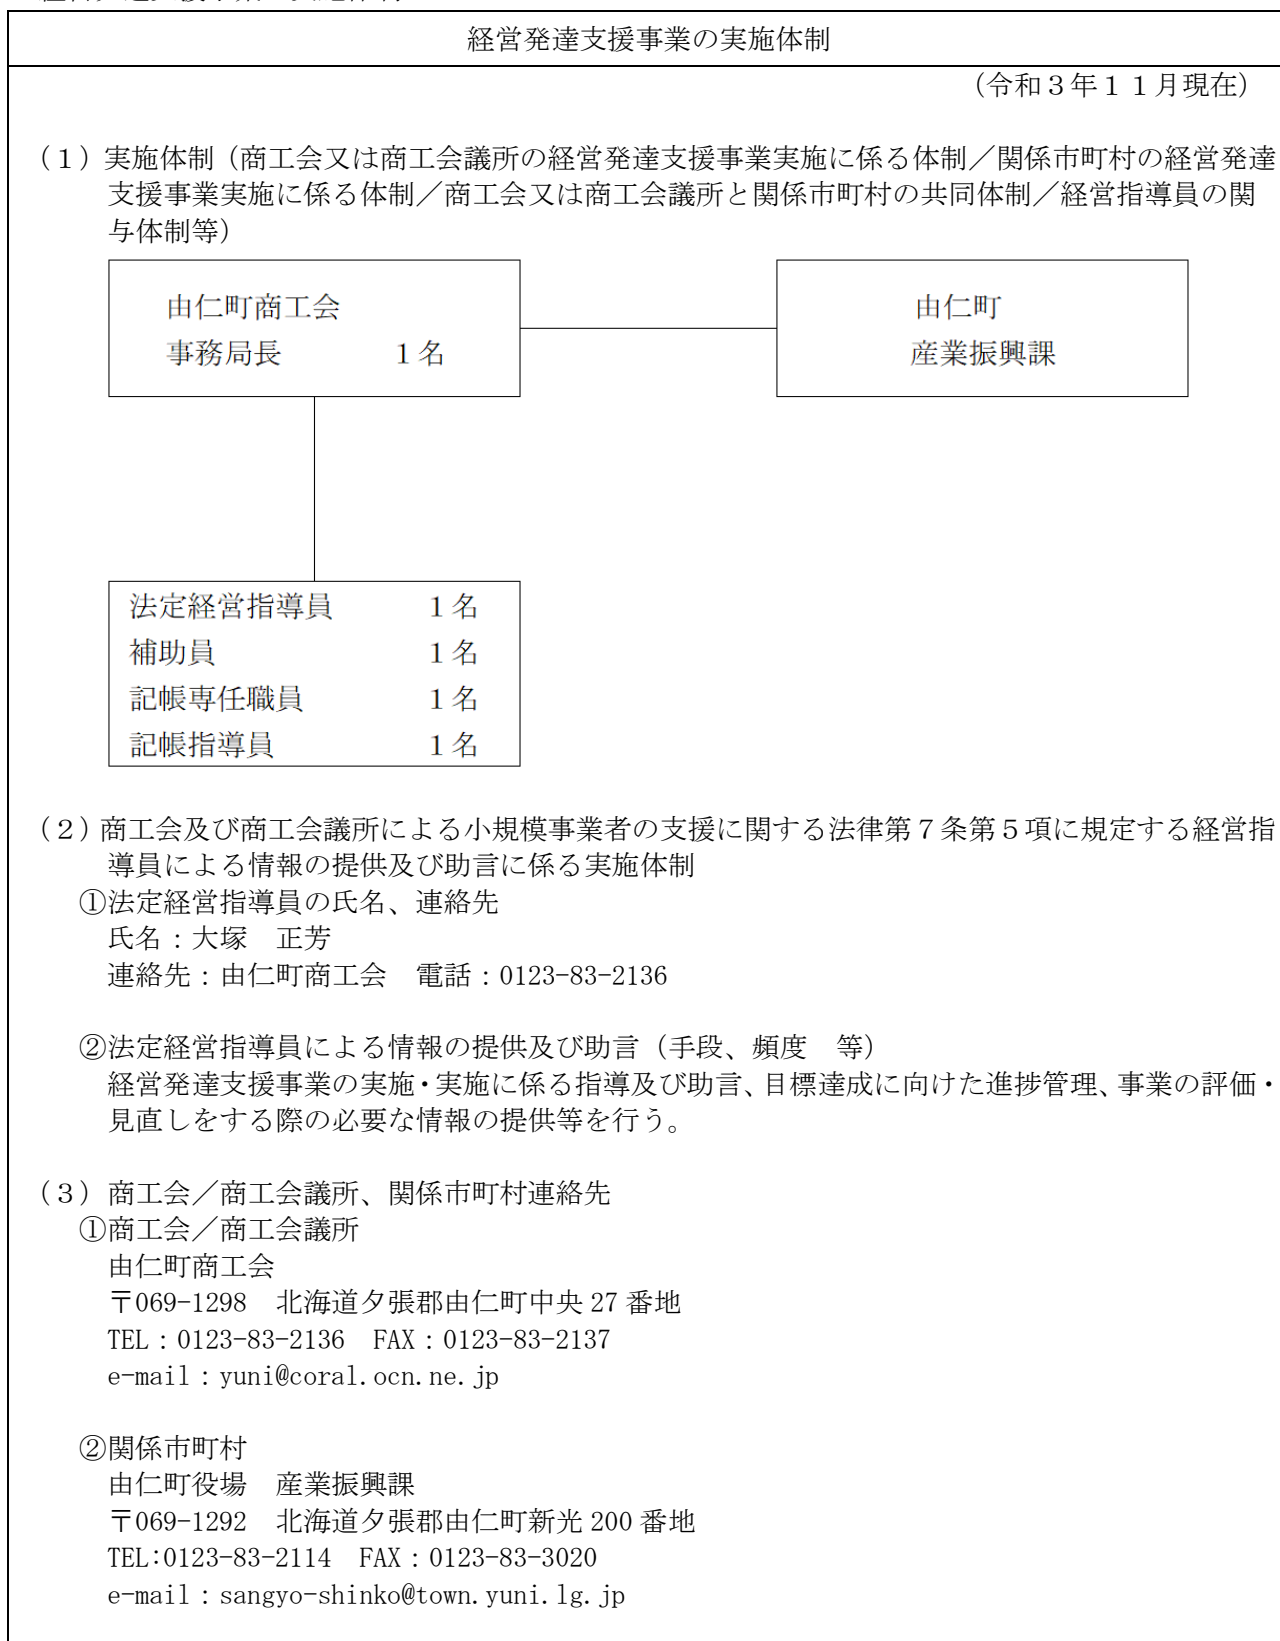 経営発達支援事業の実施体制
（令和３年１１月現在）
（１）実施体制（商工会又は商工会議所の経営発達支援事業実施に係る体制／関係市町村の経営発達
支援事業実施に係る体制／商工会又は商工会議所と関係市町村の共同体制／経営指導員の関
与体制等）
由仁町商工会
事務局長　　　１名
由仁町
産業振興課
法定経営指導員　　　１名
補助員　　　１名
記帳専任職員　　　１名
記帳指導員　　　１名
（２）商工会及び商工会議所による小規模事業者の支援に関する法律第７条第５項に規定する経営指
導員による情報の提供及び助言に係る実施体制
①法定経営指導員の氏名、連絡先
氏名：大塚　正芳
連絡先：由仁町商工会　電話：0123-83-2136
②法定経営指導員による情報の提供及び助言（手段、頻度　等）
経営発達支援事業の実施・実施に係る指導及び助言、目標達成に向けた進捗管理、事業の評価・
見直しをする際の必要な情報の提供等を行う。
（３）商工会／商工会議所、関係市町村連絡先
①商工会／商工会議所
由仁町商工会
〒069-1298　北海道夕張郡由仁町中央 27 番地
TEL：0123-83-2136　FAX：0123-83-2137
e-mail：yuni@coral.ocn.ne.jp
②関係市町村
由仁町役場　産業振興課
〒069-1292　北海道夕張郡由仁町新光 200 番地
TEL:0123-83-2114　FAX：0123-83-3020
e-mail：sangyo-shinko@town.yuni.lg.jp